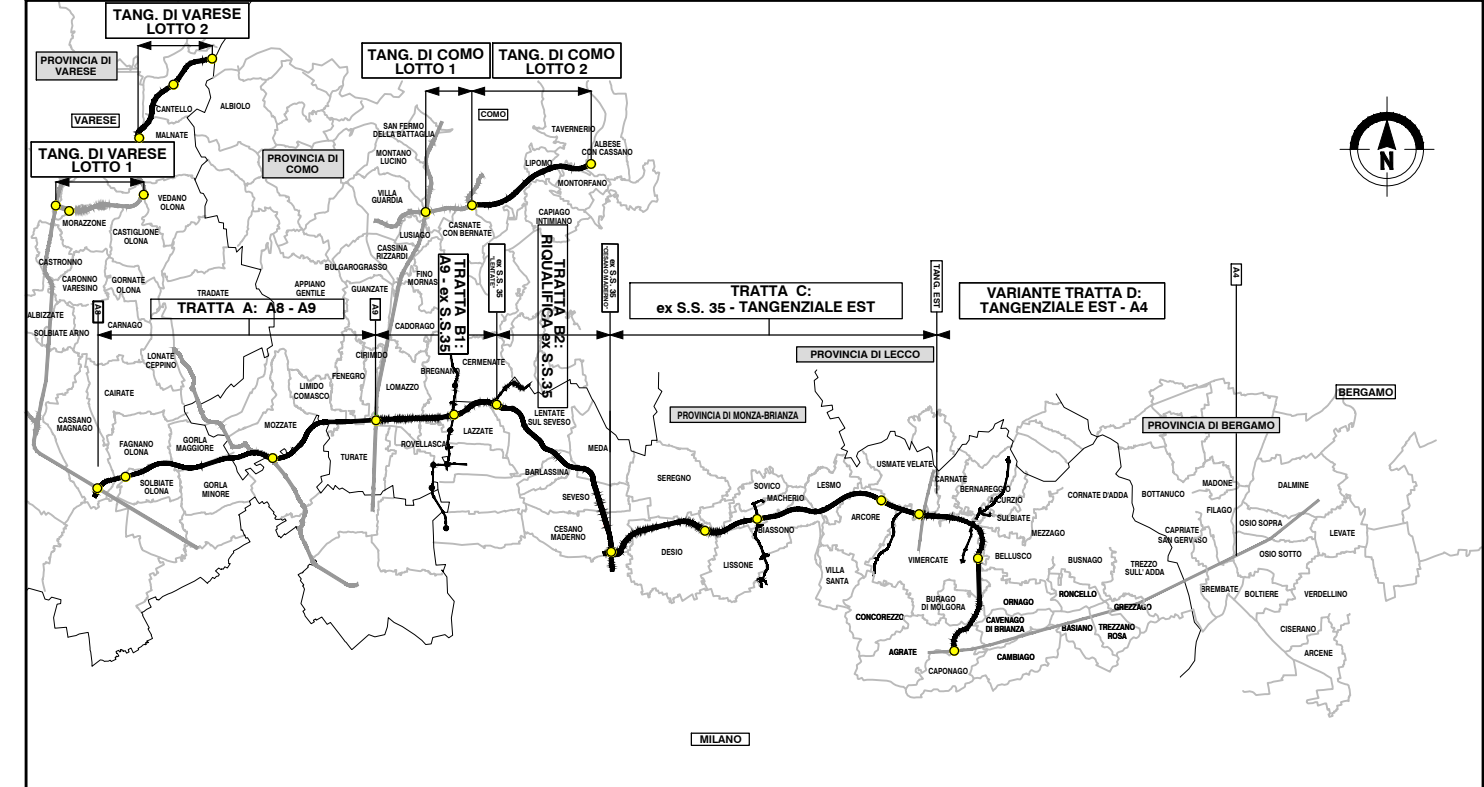 TANG. DI VARESE
LOTTO 2
PROVINCIA DI
VARESE
TANG. DI COMO
LOTTO 1
TANG. DI COMO
LOTTO 2
CANTELLO
ALBIOLO
VARESE
MALNATE
COMO
SAN FERMO
DELLA BATTAGLIA
TAVERNERIO
ALBESE
CON CASSANO
TANG. DI VARESE
LOTTO 1
PROVINCIA DI
COMO
MONTANO
LUCINO
LIPOMO
MONTORFANO
N
VILLA
GUARDIA
VEDANO
OLONA
MORAZZONE
CASTIGLIONE
OLONA
LUSIAGO
CASNATE
CON BERNATE
CAPIAGO
INTIMIANO
CASSINA
RIZZARDI
CASTRONNO
BULGAROGRASSO
FINO
MORNAS
CARONNO
VARESINO
GORNATE
OLONA
TRADATE
APPIANO
GENTILE
GUANZATE
TRATTA B1:
A9 - ex S.S.35
ex S.S. 35
"LENTATE"
TRATTA B2:
RIQUALIFICA ex S.S.35
ex S.S. 35
"CESANO MADERNO"
TANG. EST
A4
A8
TRATTA A: A8 - A9
A9
TRATTA C:
ex S.S. 35 - TANGENZIALE EST
VARIANTE TRATTA D:
TANGENZIALE EST - A4
ALBIZZATE
SOLBIATE ARNO
CARNAGO
CADORAGO
LONATE
CEPPINO
CIRIMIDO
FENEGRO
CERMENATE
BREGNANO
PROVINCIA DI LECCO
CAIRATE
LIMIDO
COMASCO
LOMAZZO
BERGAMO
CASSANO
MAGNAGO
MOZZATE
LENTATE
SUL SEVESO
PROVINCIA DI MONZA-BRIANZA
PROVINCIA DI BERGAMO
FAGNANO
OLONA
GORLA
MAGGIORE
ROVELLASCA
LAZZATE
MEDA
TURATE
SOLBIATE
OLONA
GORLA
MINORE
BARLASSINA
SEVESO
SEREGNO
SOVICO
MACHERIO
LESMO
USMATE VELATE
CARNATE
BERNAREGGIO
AICURZIO
SULBIATE
CORNATE D'ADDA
BOTTANUCO
MADONE
DALMINE
FILAGO
ARCORE
BIASSONO
CESANO
MADERNO
DESIO
LISSONE
MEZZAGO
CAPRIATE
SAN GERVASO
OSIO SOPRA
LEVATE
OSIO SOTTO
VILLA
SANTA
VIMERCATE
BELLUSCO
BUSNAGO
TREZZO
SULL' ADDA
BREMBATE
BOLTIERE
VERDELLINO
BURAGO
DI MOLGORA
ORNAGO
RONCELLO
GREZZAGO
CONCOREZZO
CAVENAGO
DI BRIANZA
BASIANO
TREZZANO
ROSA
CISERANO
AGRATE
CAMBIAGO
ARCENE
CAPONAGO
MILANO